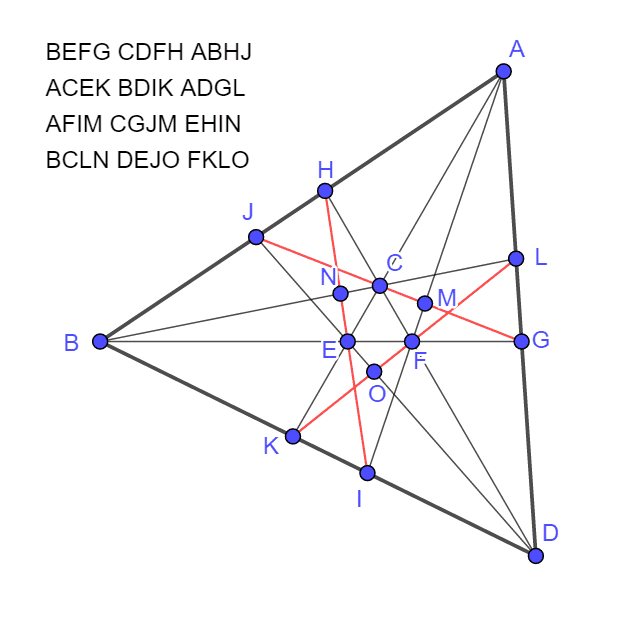 BEFG CDFH ABHJ
ACEK BDIK ADGL
AFIM CGJM EHIN
BCLN DEJO FKLO
A
H
J
C
L
N
M
B
E
F
G
O
K
I
D